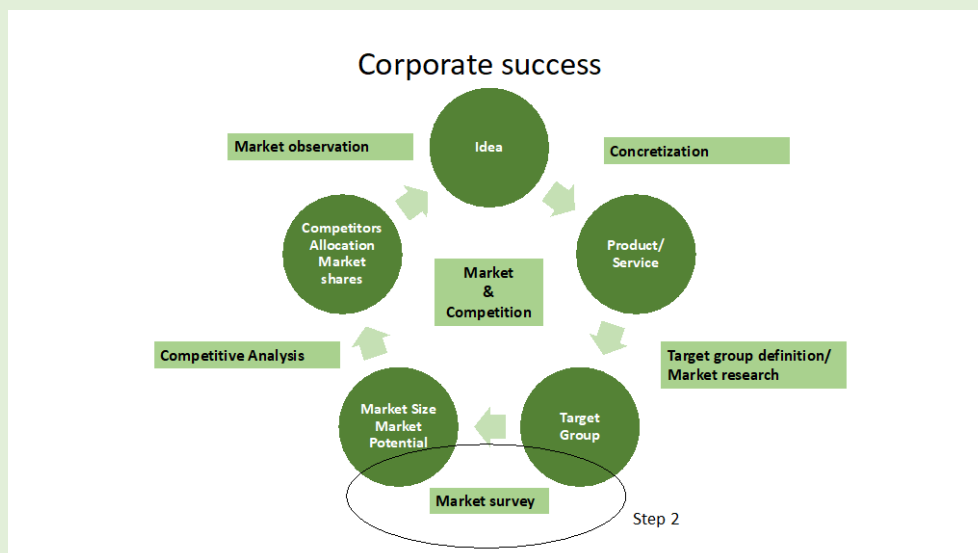 Corporate success
Idea
Market observation
Concretization
Competitors
Allocation
Market
shares
Product/
Service
Market
&
Competition
Competitive Analysis
Target group definition/
Market research
Market Size
Market
Potential
Target
Group
Market survey
Step 2